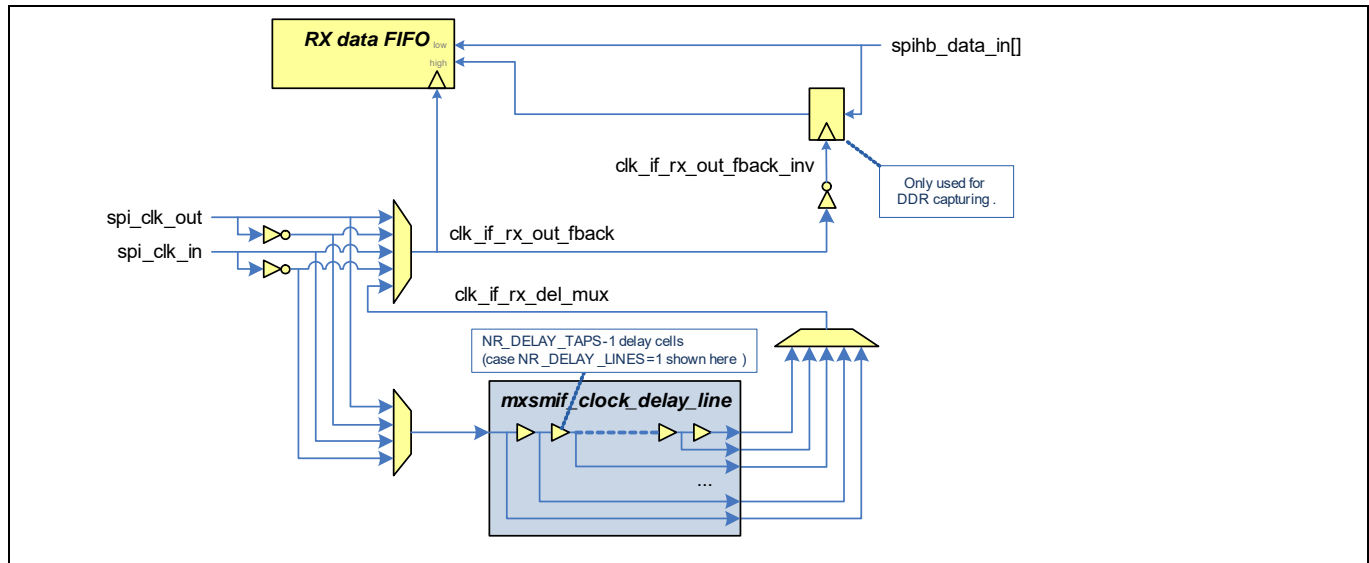 RX data FIFO
low
high
spihb_data_in[]
clk_if_rx_out_fback_inv
Only used for
DDR capturing .
spi_clk_out
spi_clk_in
clk_if_rx_out_fback
clk_if_rx_del_mux
NR_DELAY_TAPS-1 delay cells
(case NR_DELAY_LINES=1 shown here )
mxsmif_clock_delay_line
...